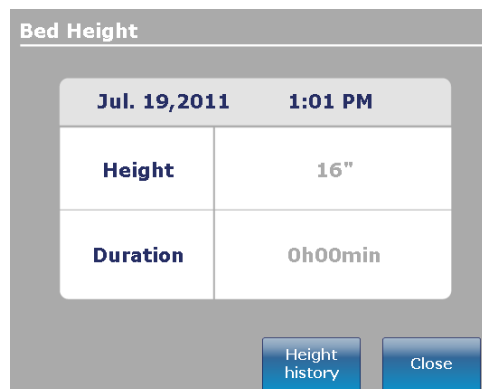 Bed Height
Jul. 19,2011 1:01 PM
Height 16"
Duration 0h00min
Height
history
Close